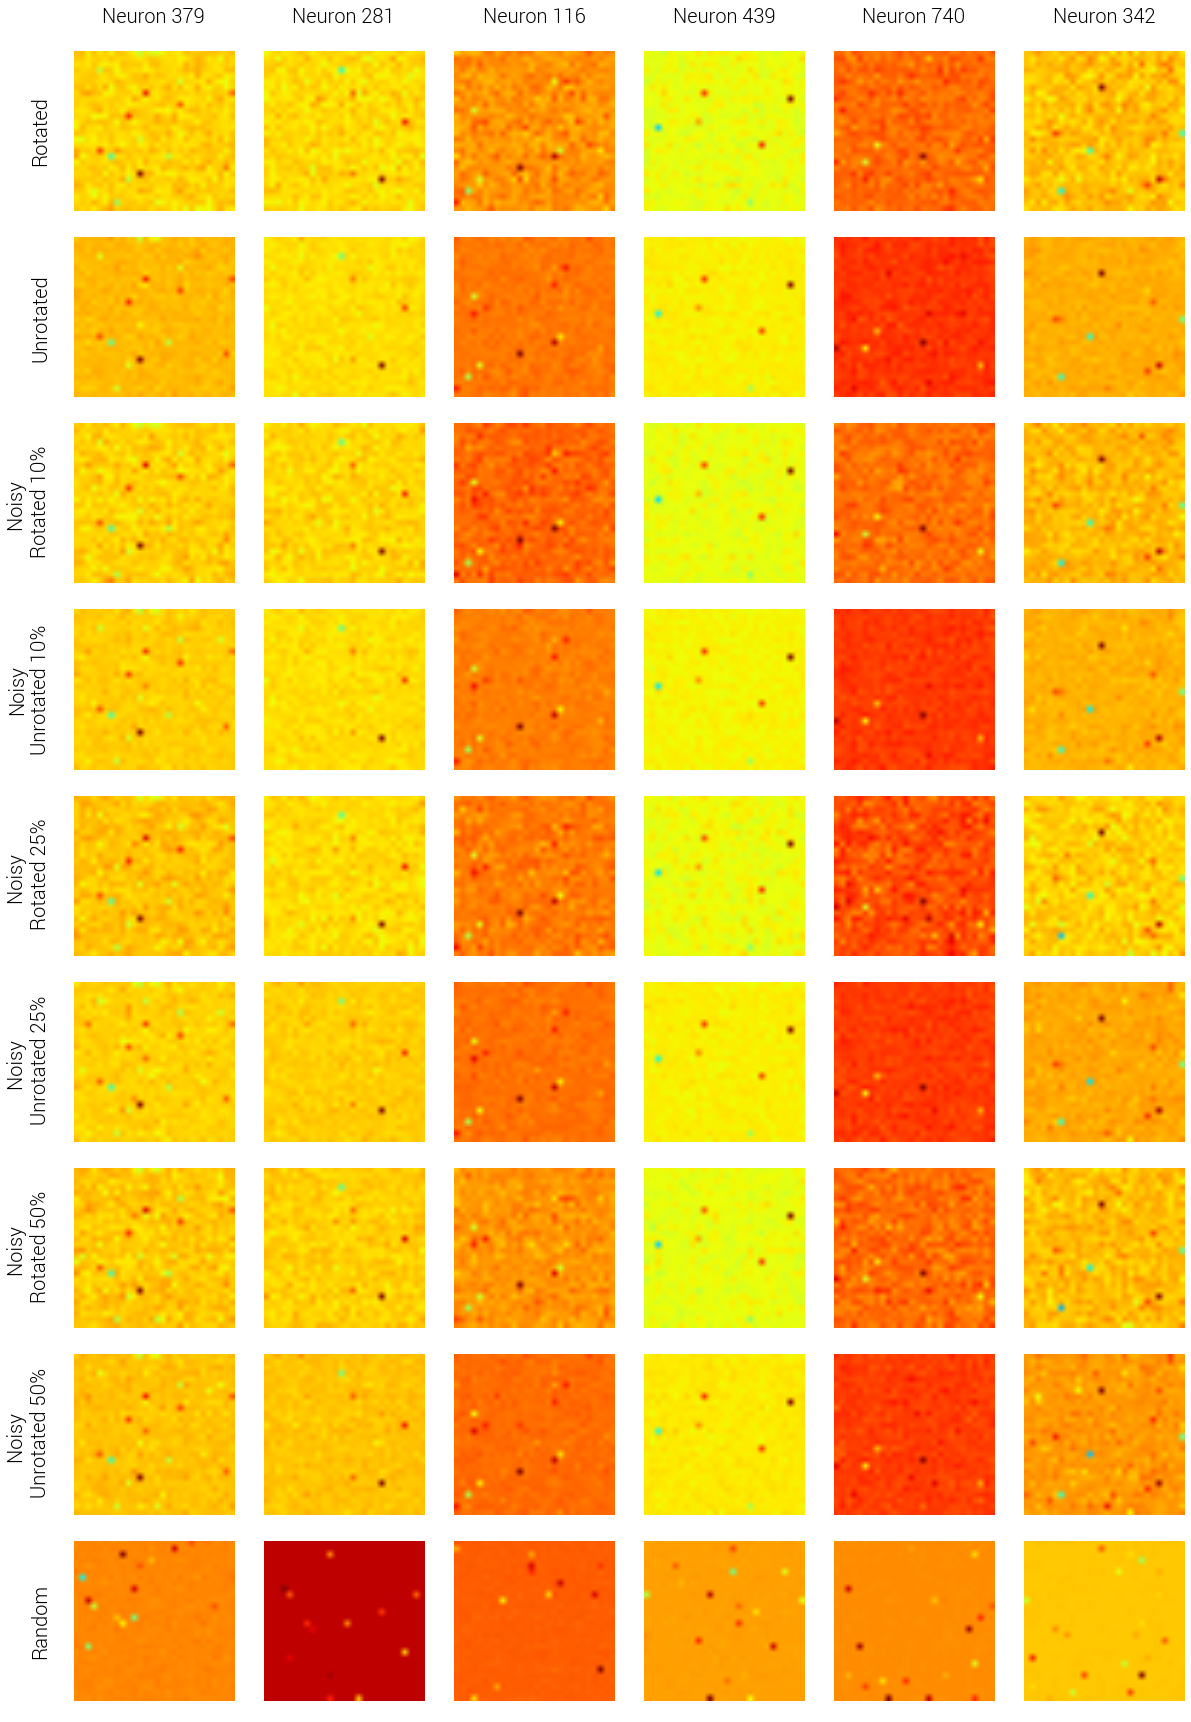 Neuron 379 Neuron 281 Neuron 116 Neuron 439 Neuron 740 Neuron 342
Rotated
Unrotated
Noisy
Rotated 10%
Noisy
Unrotated 10%
Noisy
Rotated 25%
Noisy
Unrotated 25%
Noisy
Rotated 50%
Noisy
Unrotated 50%
Random